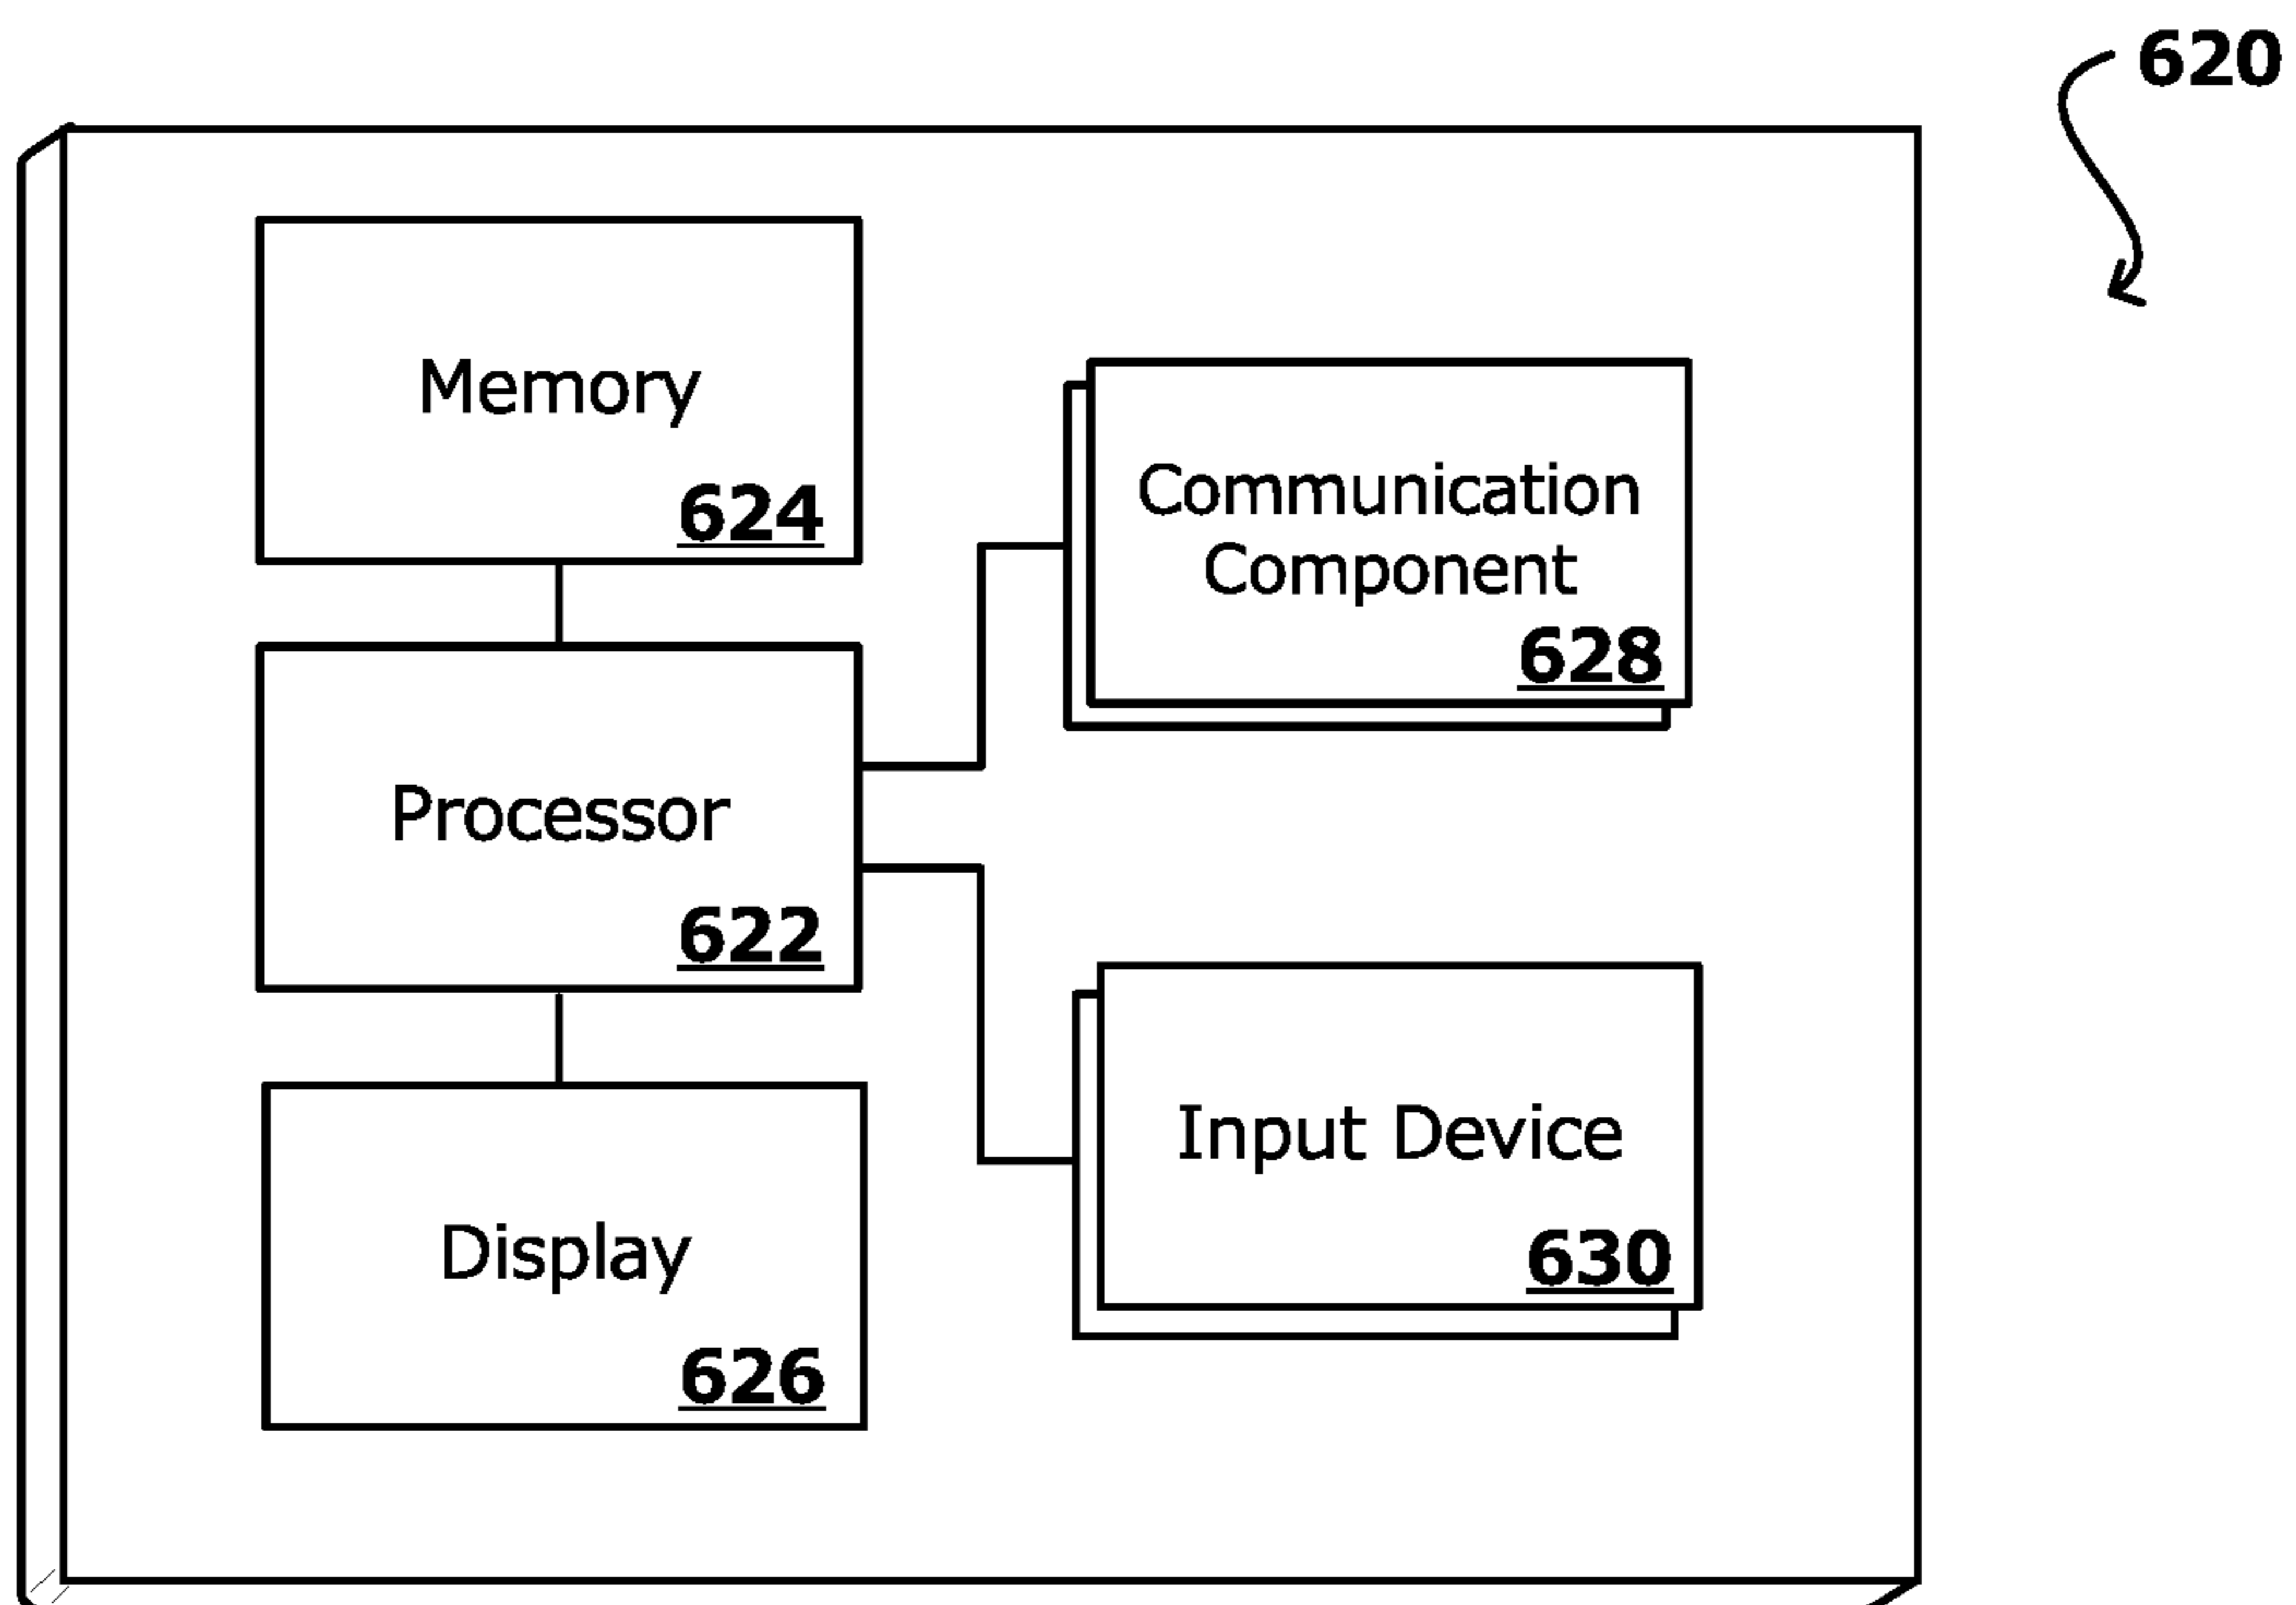 620
Memory
624
Communication
Component
628
Processor
622
Input Device
630
Display
626